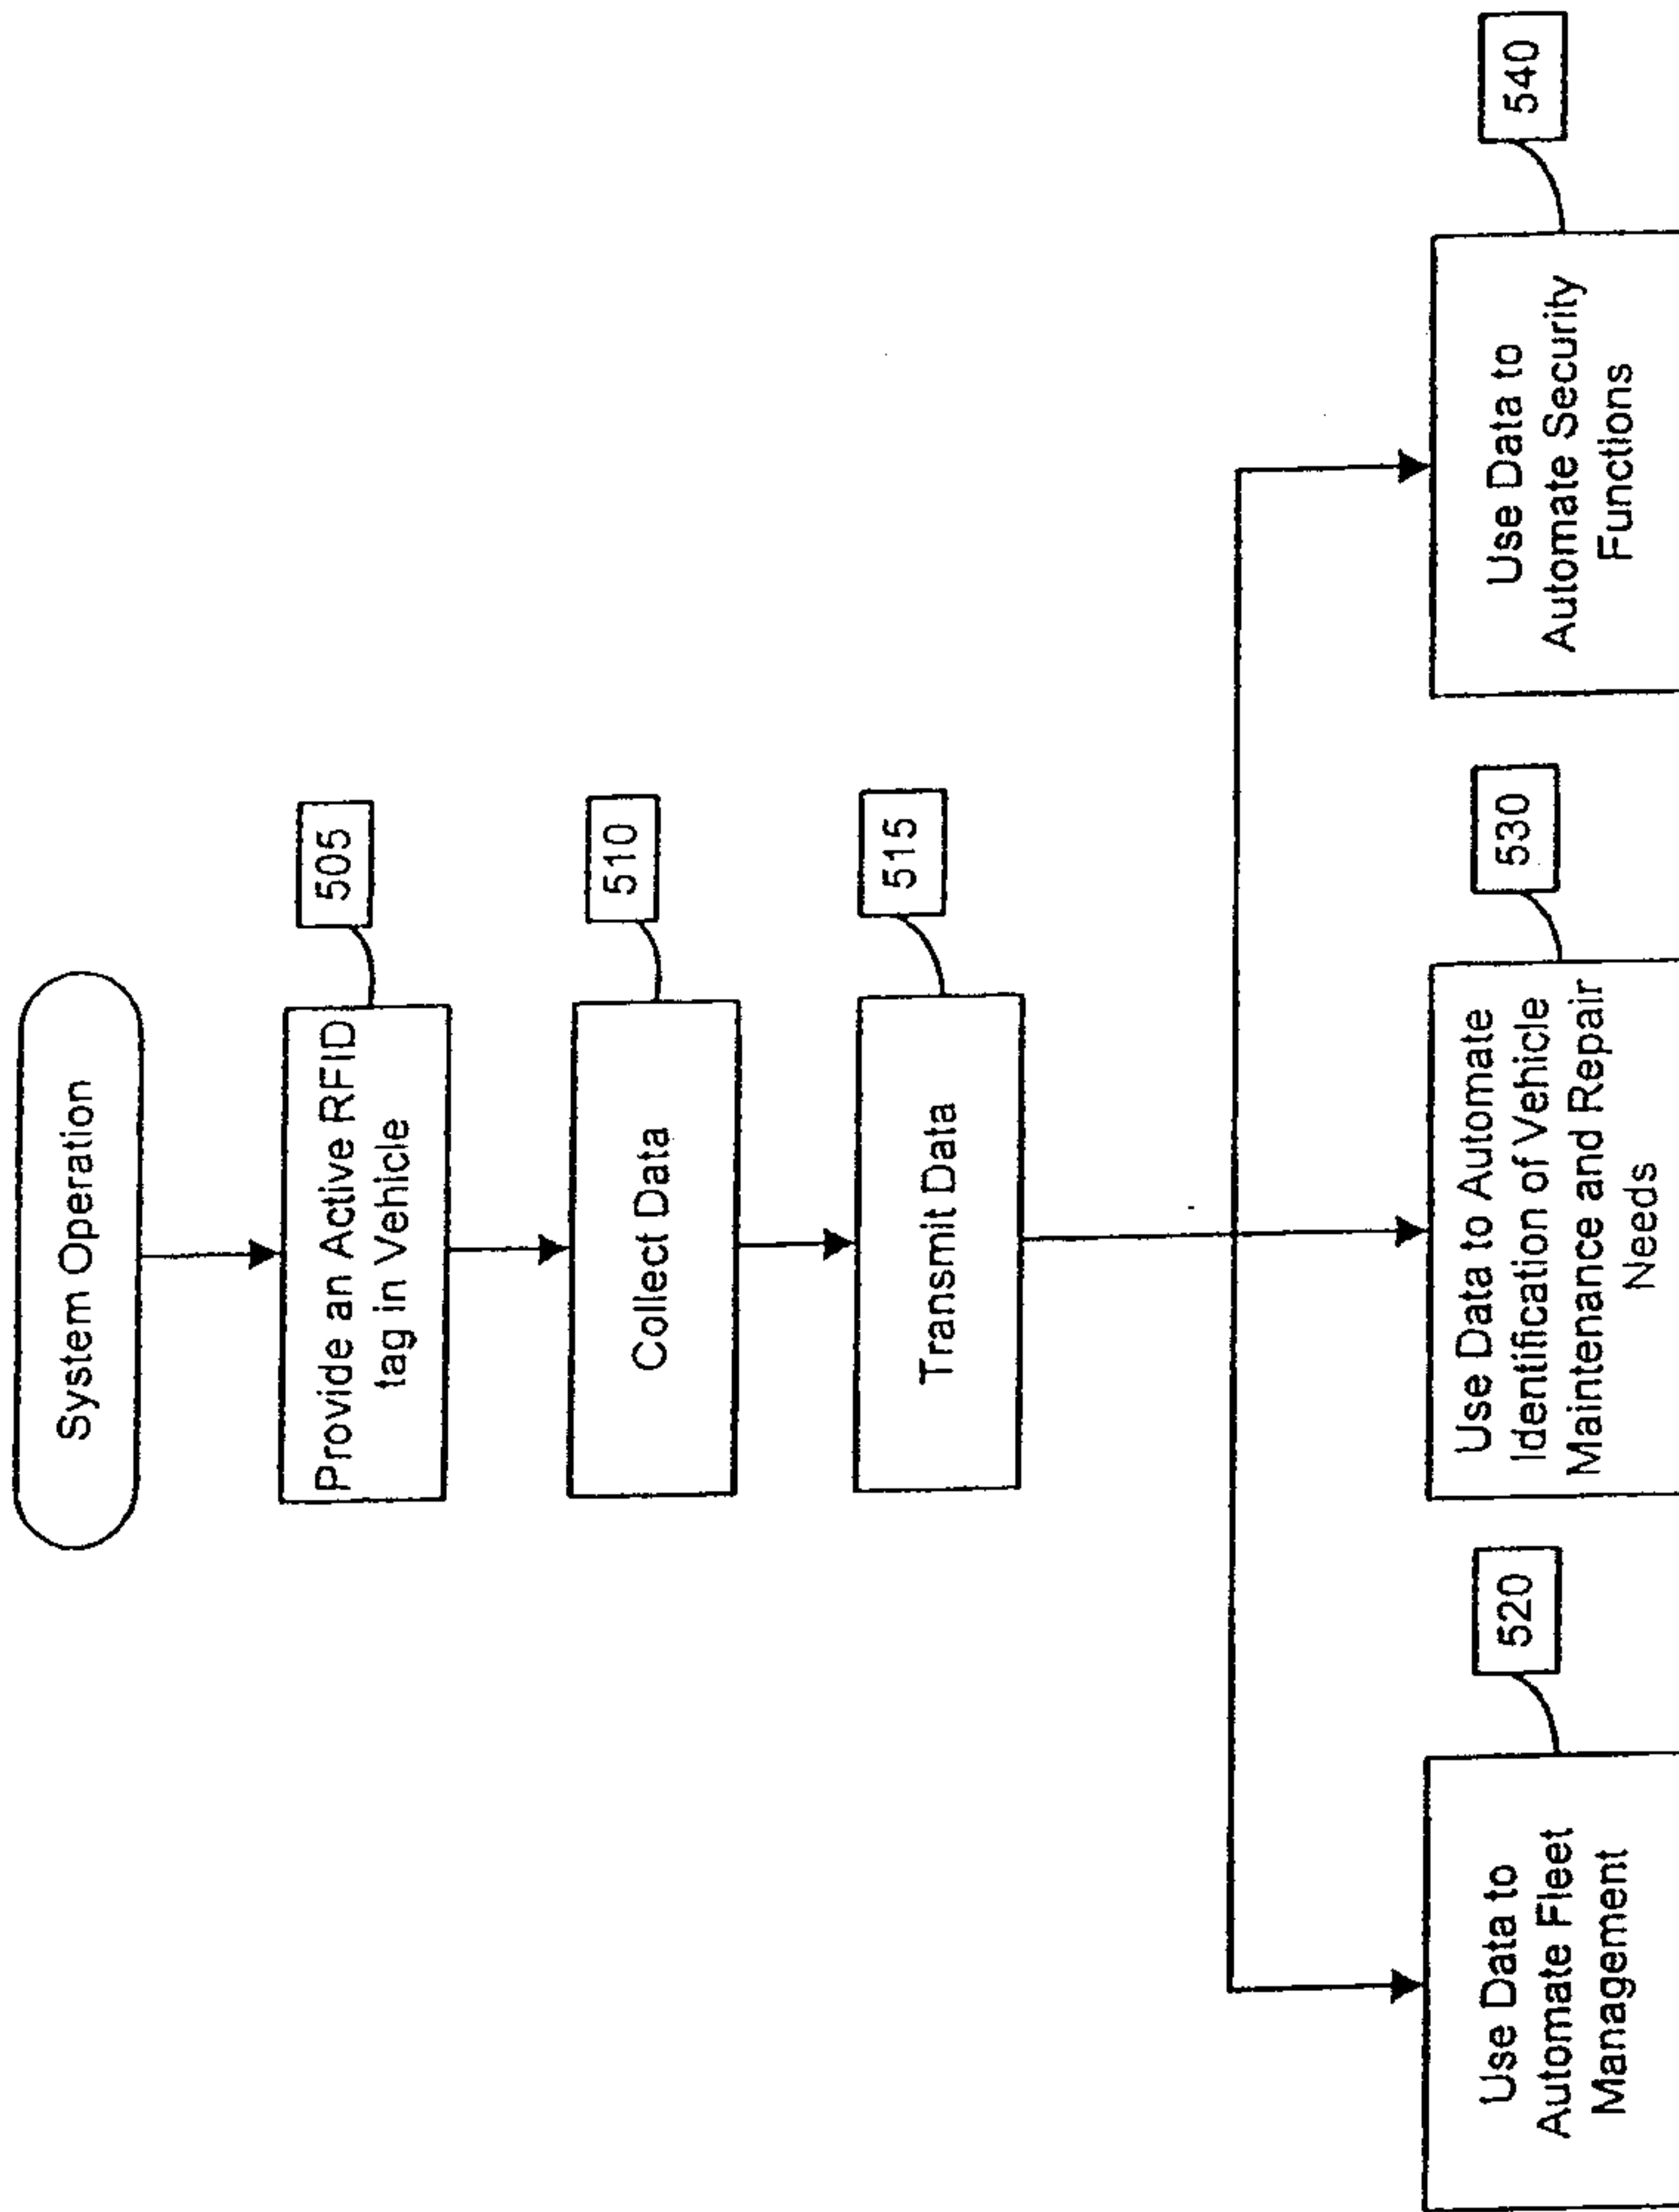 System Operation
Provide an Active RFID
tag in Vehicle
505
Collect Data
510
Transmit Data
515
Use Data to
Automate Fleet
Management
520
Use Data to Automate
Identification of Vehicle
Maintenance and Repair
Needs
530
Use Data to
Automate Security
Functions
540